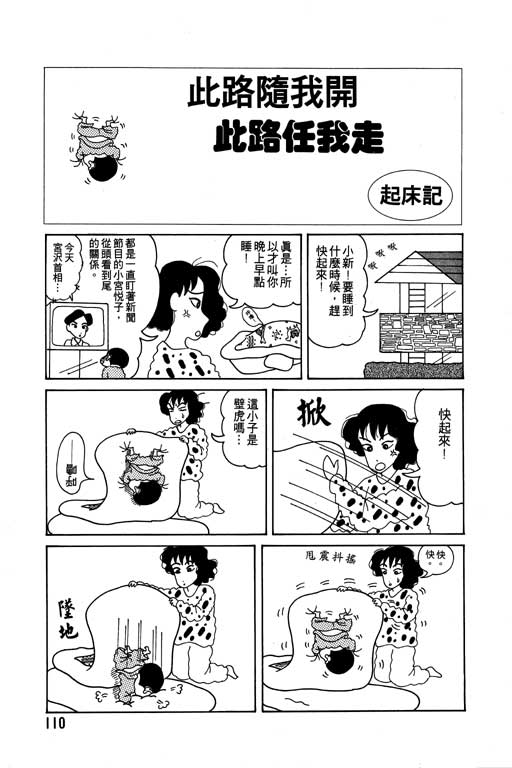 此路隨我開
此路任我走
起床記
啾
啾
啾
小新！要睡到
什麼時候，趕
快起來！
真是…所
以才叫你
晚上早點
睡！
都是一直盯著新聞
節目的小宮悦子，
從頭看到尾
的關係。
今天
宮沢首相…
快起來！
掀
這小子是
壁虎嗎…
快
快。。
甩震抖搖
墜
地
110